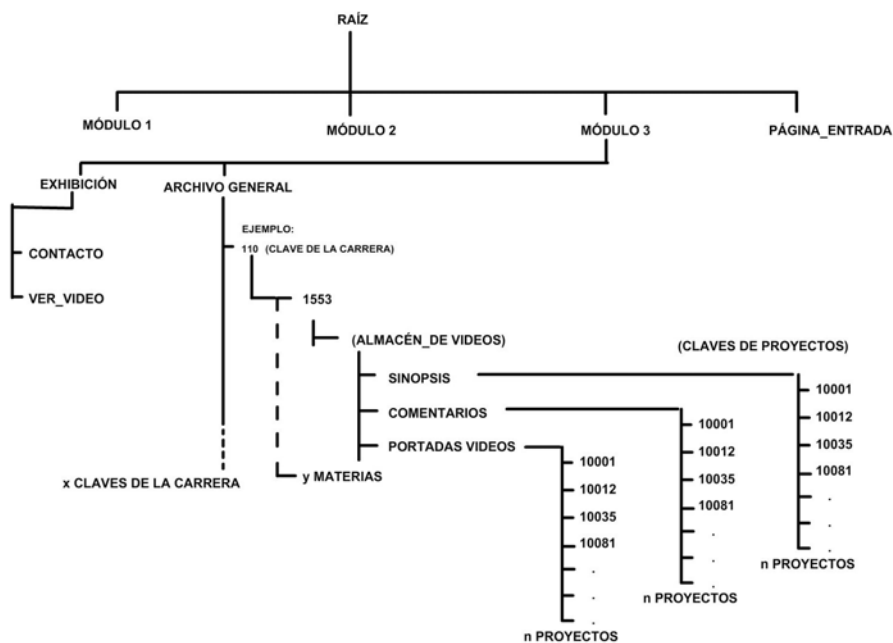 RAÍZ
MÓDULO 1
MÓDULO 2
MÓDULO 3
PÁGINA_ENTRADA
EXHIBICIÓN
ARCHIVO GENERAL
CONTACTO
VER_VIDEO
EJEMPLO:
110 (CLAVE DE LA CARRERA)
1553
(ALMACÉN_DE VIDEOS)
(CLAVES DE PROYECTOS)
SINOPSIS
COMENTARIOS
PORTADAS VIDEOS
x CLAVES DE LA CARRERA
y MATERIAS
10001
10012
10035
10081
.
.
.
n PROYECTOS
10001
10012
10035
10081
.
.
.
n PROYECTOS
10001
10012
10035
10081
.
.
.
n PROYECTOS